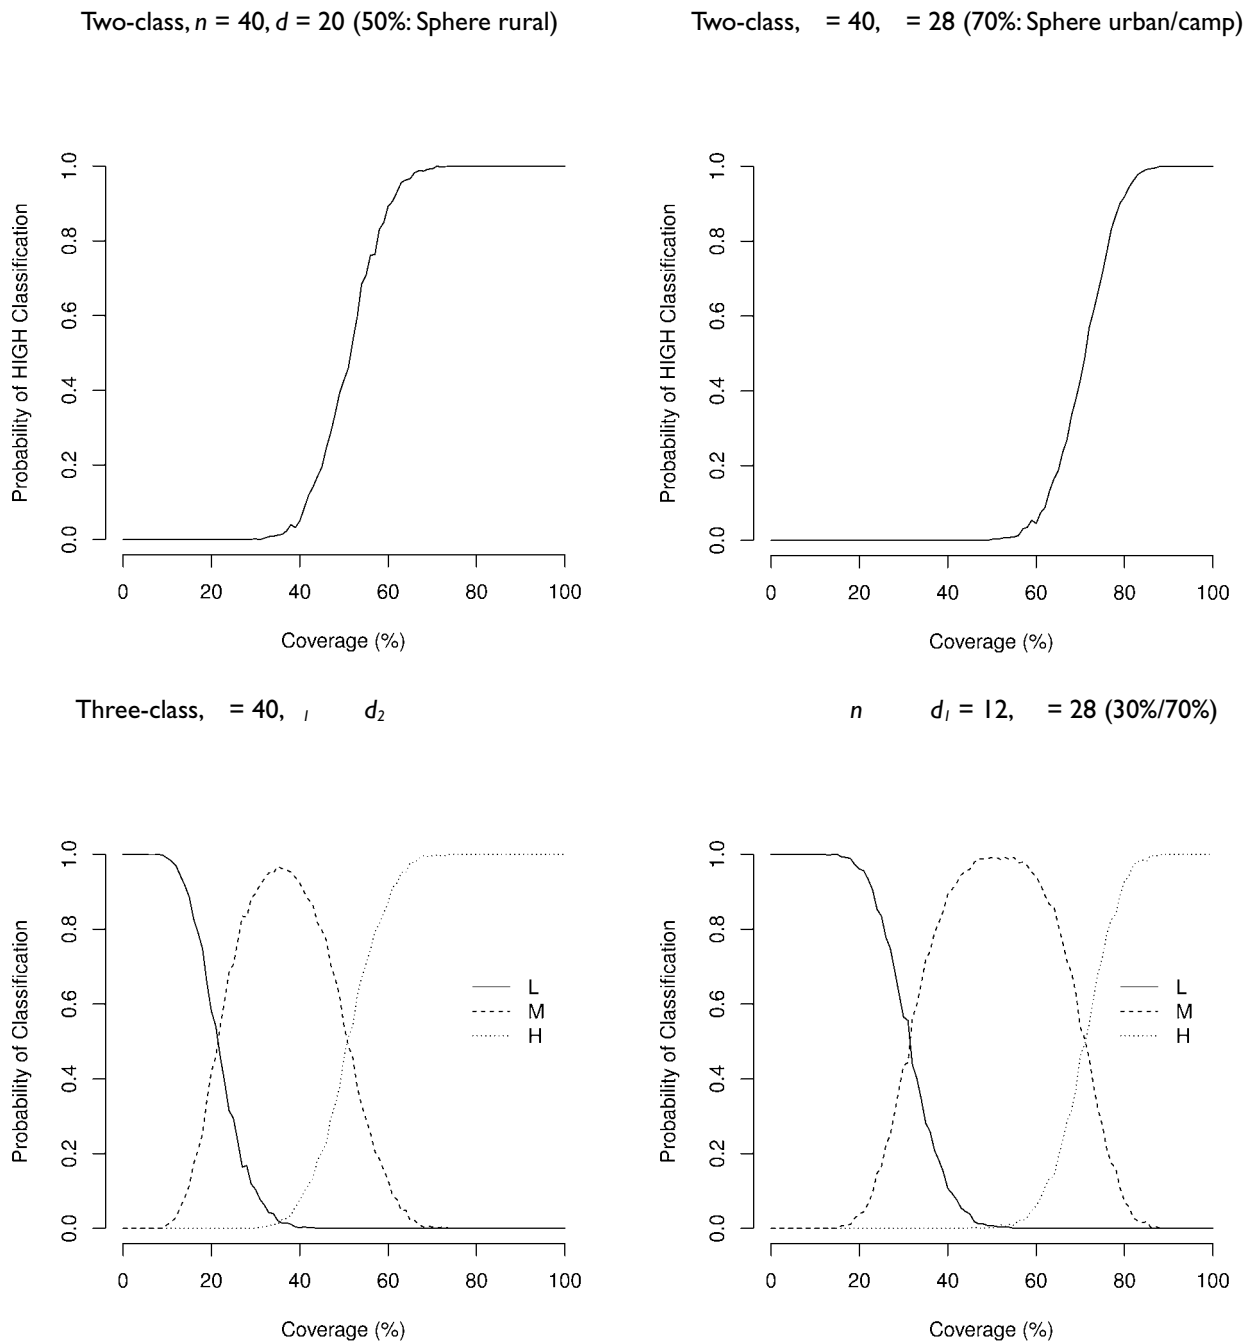 Two-class, n = 40, d = 20 (50%: Sphere rural)
Two-class, = 40, = 28 (70%: Sphere urban/camp)
Probability of HIGH Classification
1.0
0.8
0.6
0.4
0.2
0.0
0 20 40 60 80 100
Coverage (%)
Probability of HIGH Classification
1.0
0.8
0.6
0.4
0.2
0.0
0 20 40 60 80 100
Coverage (%)
Three-class, = 40, 1 d2
n d1 = 12, = 28 (30%/70%)
Probability of Classification
1.0
0.8
0.6
0.4
0.2
0.0
L
M
H
0 20 40 60 80 100
Coverage (%)
Probability of Classification
1.0
0.8
0.6
0.4
0.2
0.0
L
M
H
0 20 40 60 80 100
Coverage (%)